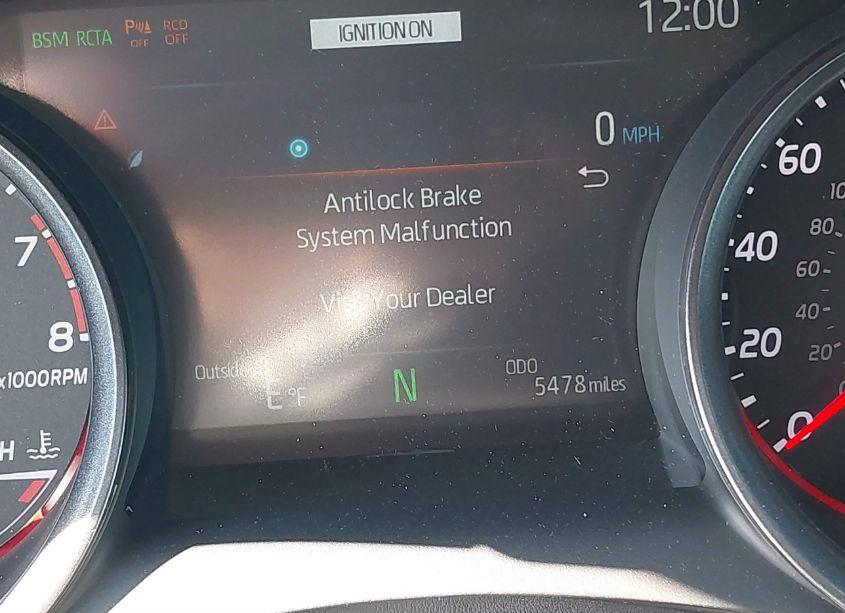 BSM RCTA
P OFF
RCD OFF
IGNITION ON
12:00
0 MPH
Antilock Brake
System Malfunction
Your Dealer
ODO
°F
N
5478 miles
7
8
x1000RPM
H
60
40
20
0
80
60
40
20